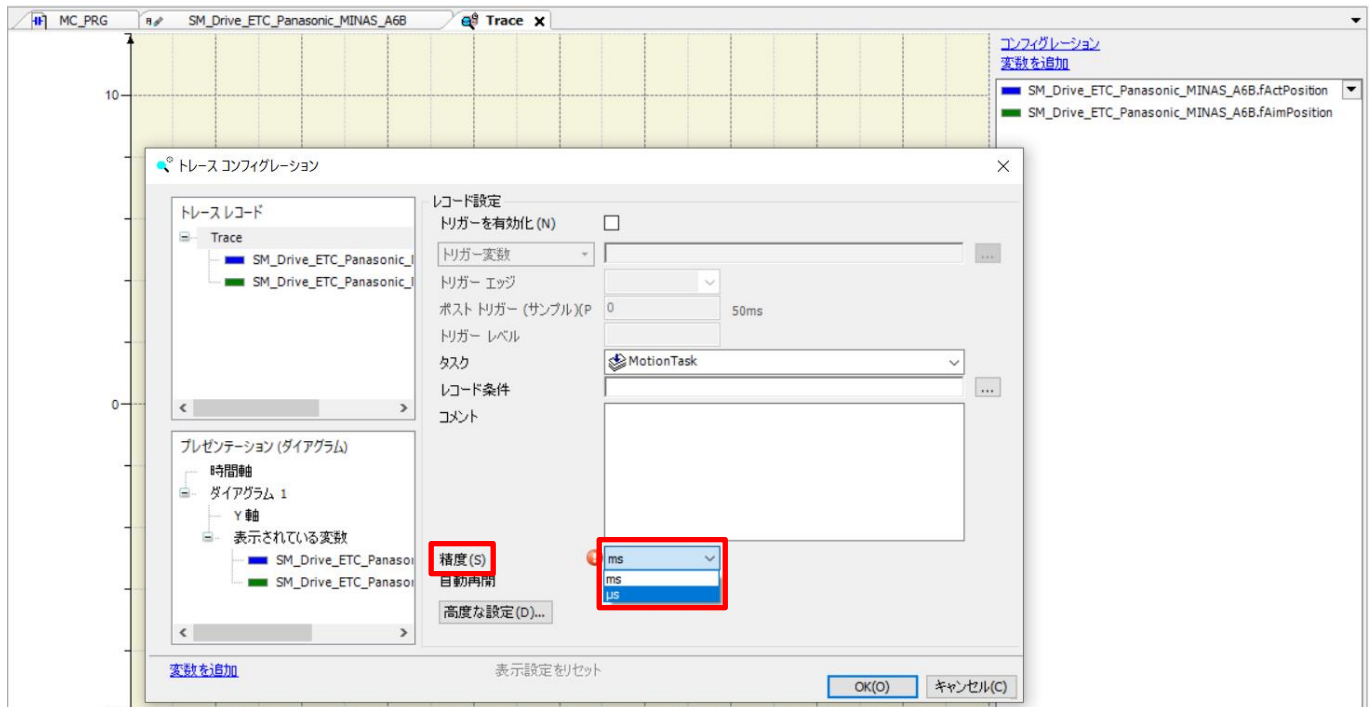 MC_PRG
SM_Drive_ETC_Panasonic_MINAS_A6B
Trace
コンフィグレーション
変数を追加
SM_Drive_ETC_Panasonic_MINAS_A6B.fActPosition
SM_Drive_ETC_Panasonic_MINAS_A6B.fAimPosition
10
0
トレース コンフィグレーション
トレース レコード
Trace
SM_Drive_ETC_Panasonic_
SM_Drive_ETC_Panasonic_
レコード設定
トリガーを有効化(N)
トリガー変数
...
トリガー エッジ
ポスト トリガー (サンプル)(P
0
50ms
トリガー レベル
タスク
MotionTask
レコード条件
...
コメント
プレゼンテーション (ダイアグラム)
時間軸
ダイアグラム 1
Y 軸
表示されている変数
SM_Drive_ETC_Panaso
SM_Drive_ETC_Panaso
精度(S)
ms
ms
µs
自動再開
高度な設定(D)...
変数を追加
表示設定をリセット
OK(O)
キャンセル(C)